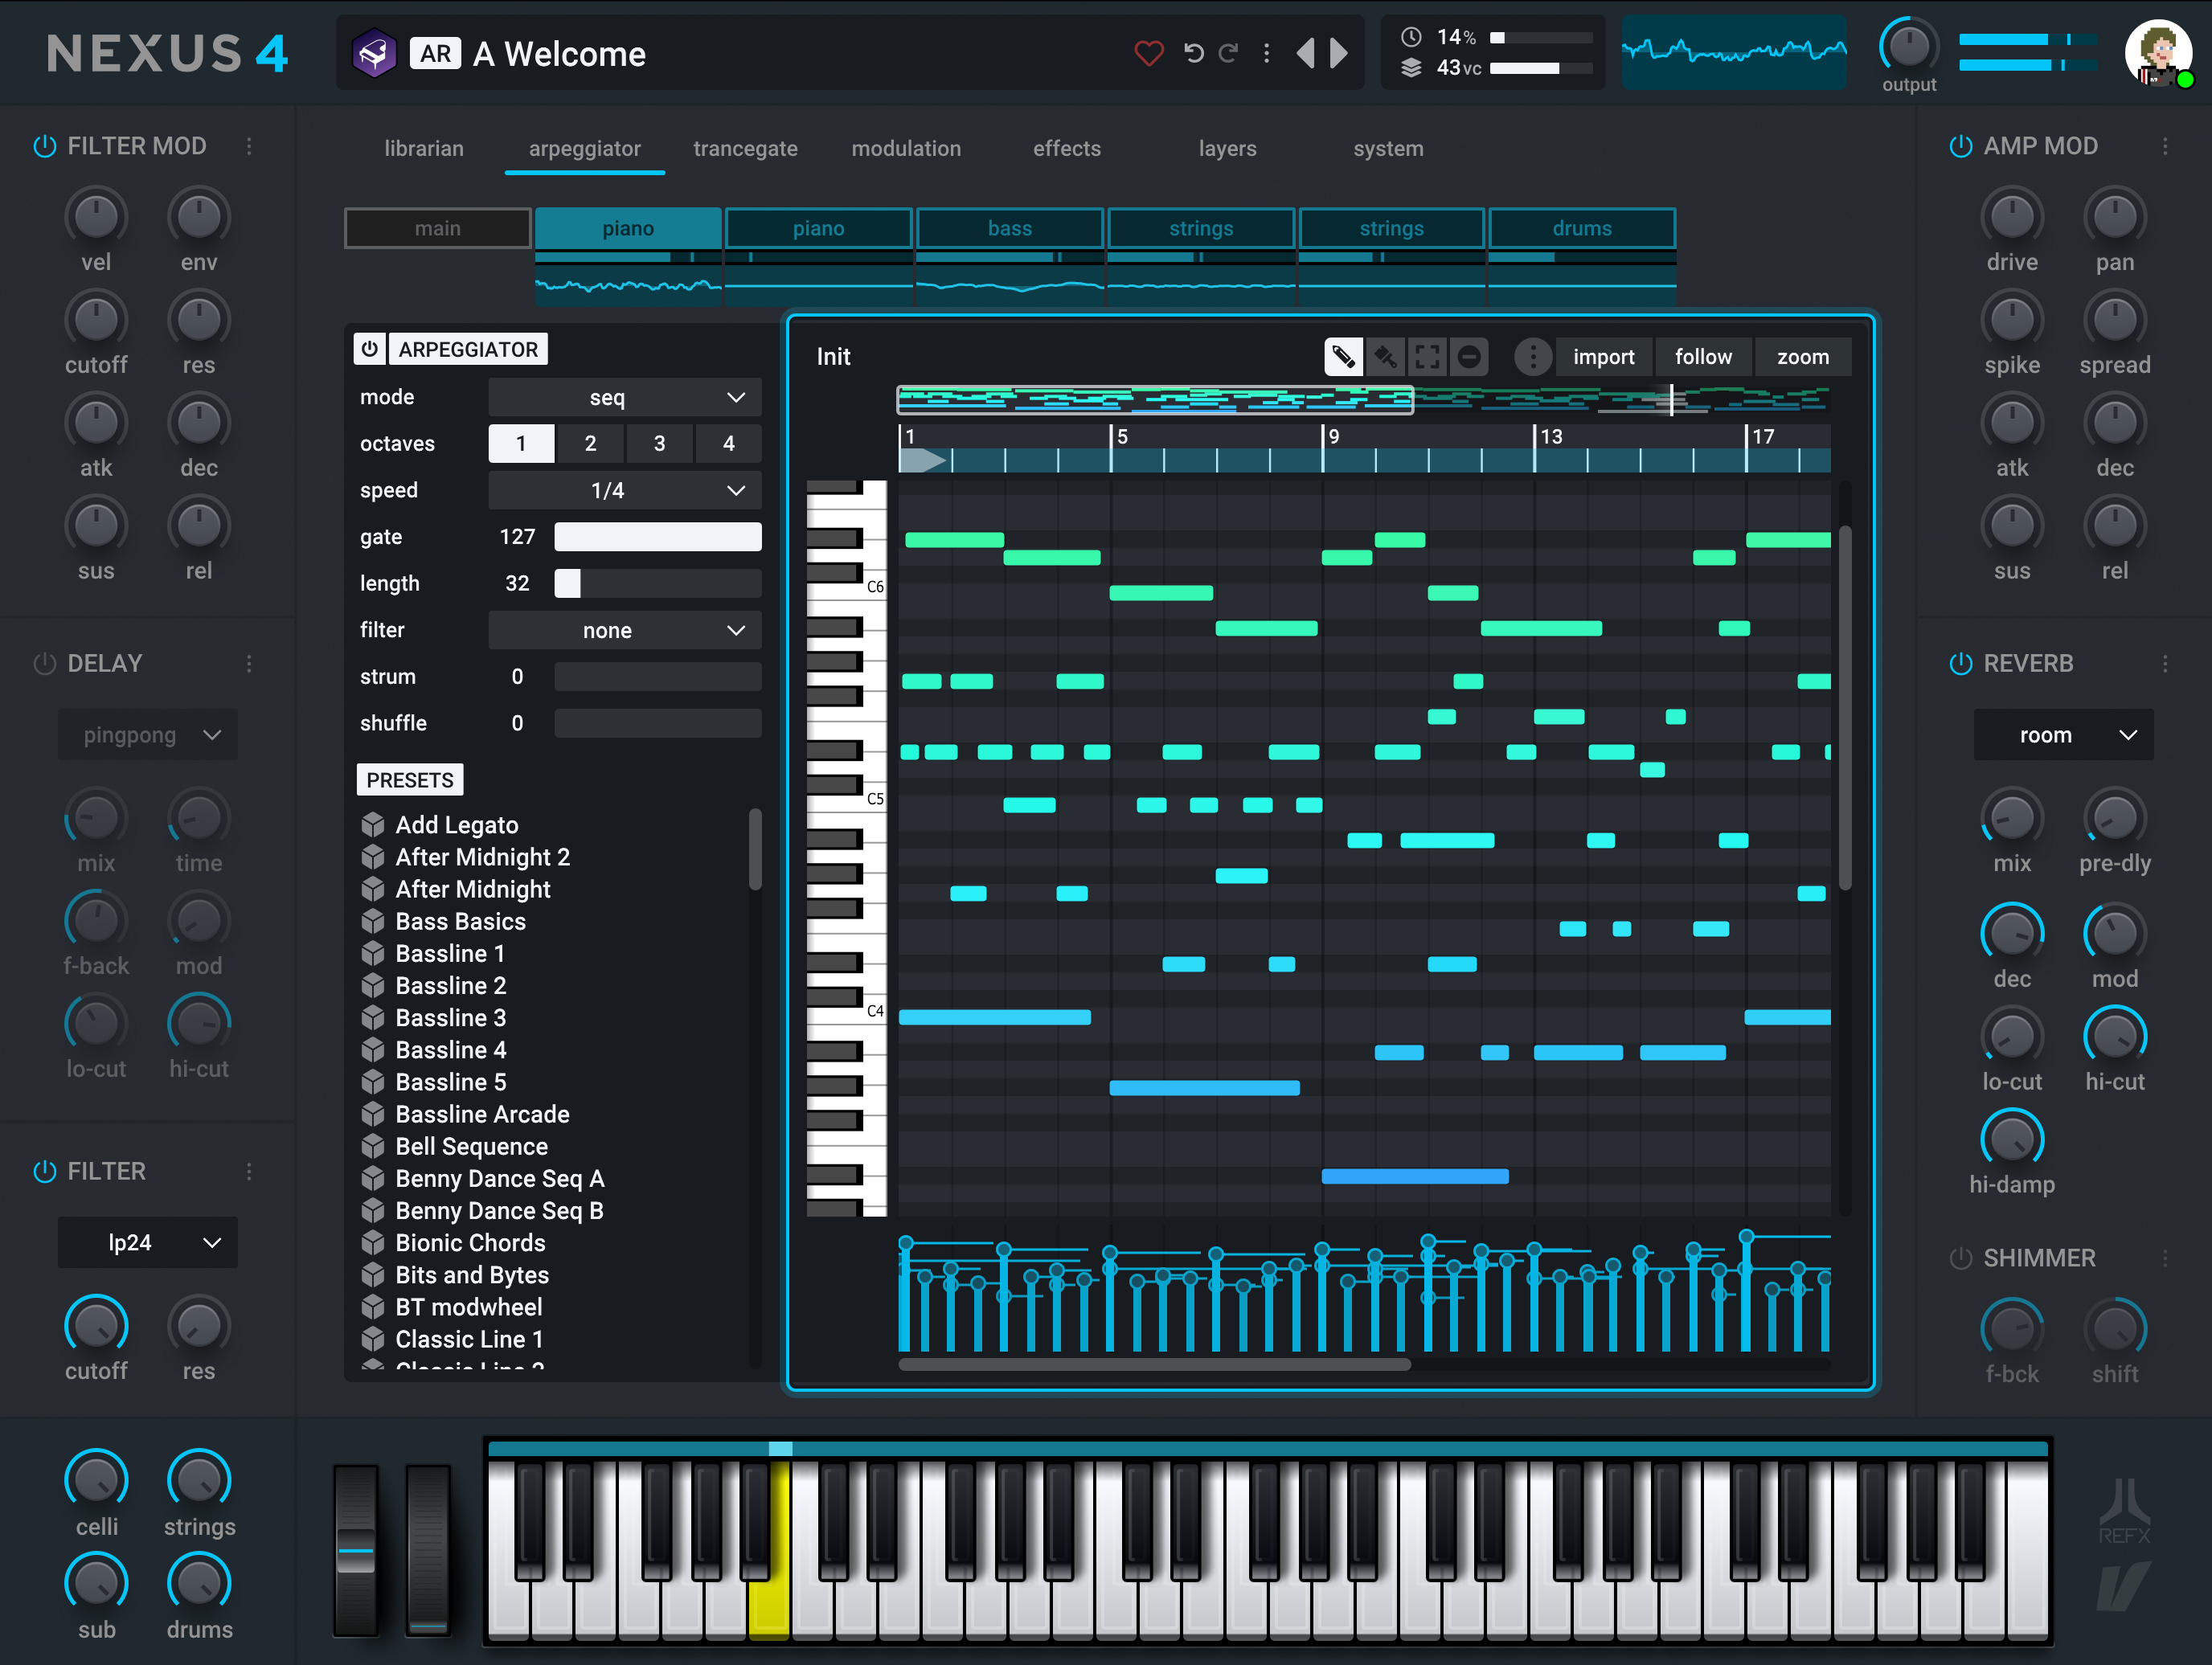 NEXUS 4
AR A Welcome
14%
43 vc
output
FILTER MOD
vel env
cutoff res
atk dec
sus rel
DELAY
pingpong
mix time
f-back mod
lo-cut hi-cut
FILTER
lp24
cutoff res
celli strings
sub drums
librarian arpeggiator trancegate modulation effects layers system
main piano piano bass strings strings drums
ARPEGGIATOR
mode seq
octaves 1 2 3 4
speed 1/4
gate 127
length 32
filter none
strum 0
shuffle 0
PRESETS
Add Legato
After Midnight 2
After Midnight
Bass Basics
Bassline 1
Bassline 2
Bassline 3
Bassline 4
Bassline 5
Bassline Arcade
Bell Sequence
Benny Dance Seq A
Benny Dance Seq B
Bionic Chords
Bits and Bytes
BT modwheel
Classic Line 1
Init import follow zoom
1 5 9 13 17
C6
C5
C4
AMP MOD
drive pan
spike spread
atk dec
sus rel
REVERB
room
mix pre-dly
dec mod
lo-cut hi-cut
hi-damp
SHIMMER
f-bck shift
REFX